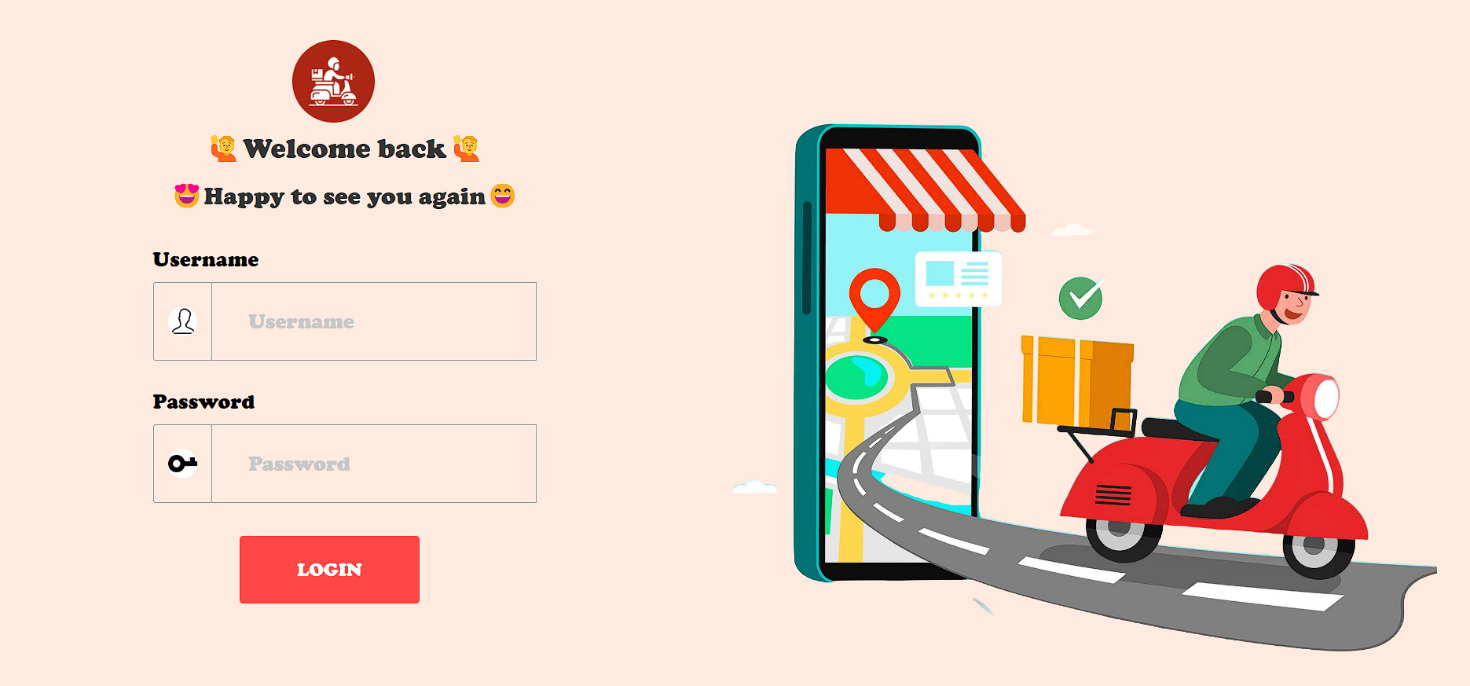 🙋 Welcome back 🙋
😍 Happy to see you again 😄
Username
Username
Password
Password
LOGIN